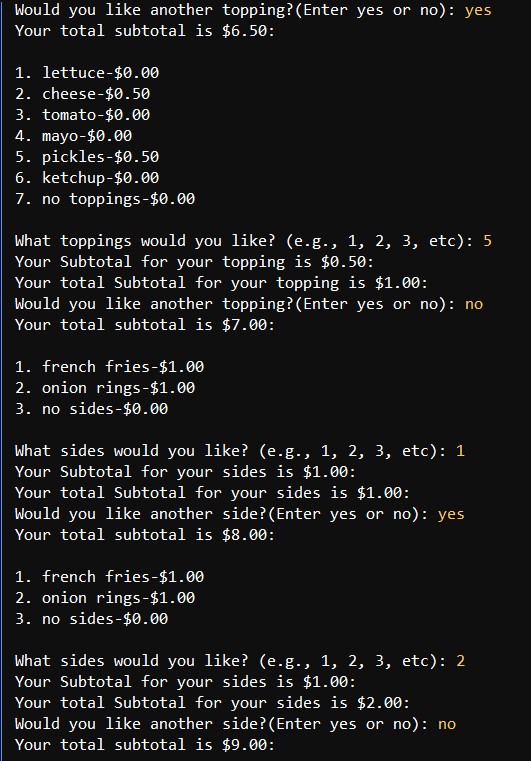 Would you like another topping?(Enter yes or no): yes
Your total subtotal is $6.50:
1. lettuce-$0.00
2. cheese-$0.50
3. tomato-$0.00
4. mayo-$0.00
5. pickles-$0.50
6. ketchup-$0.00
7. no toppings-$0.00
What toppings would you like? (e.g., 1, 2, 3, etc): 5
Your Subtotal for your topping is $0.50:
Your total Subtotal for your topping is $1.00:
Would you like another topping?(Enter yes or no): no
Your total subtotal is $7.00:
1. french fries-$1.00
2. onion rings-$1.00
3. no sides-$0.00
What sides would you like? (e.g., 1, 2, 3, etc): 1
Your Subtotal for your sides is $1.00:
Your total Subtotal for your sides is $1.00:
Would you like another side?(Enter yes or no): yes
Your total subtotal is $8.00:
1. french fries-$1.00
2. onion rings-$1.00
3. no sides-$0.00
What sides would you like? (e.g., 1, 2, 3, etc): 2
Your Subtotal for your sides is $1.00:
Your total Subtotal for your sides is $2.00:
Would you like another side?(Enter yes or no): no
Your total subtotal is $9.00: